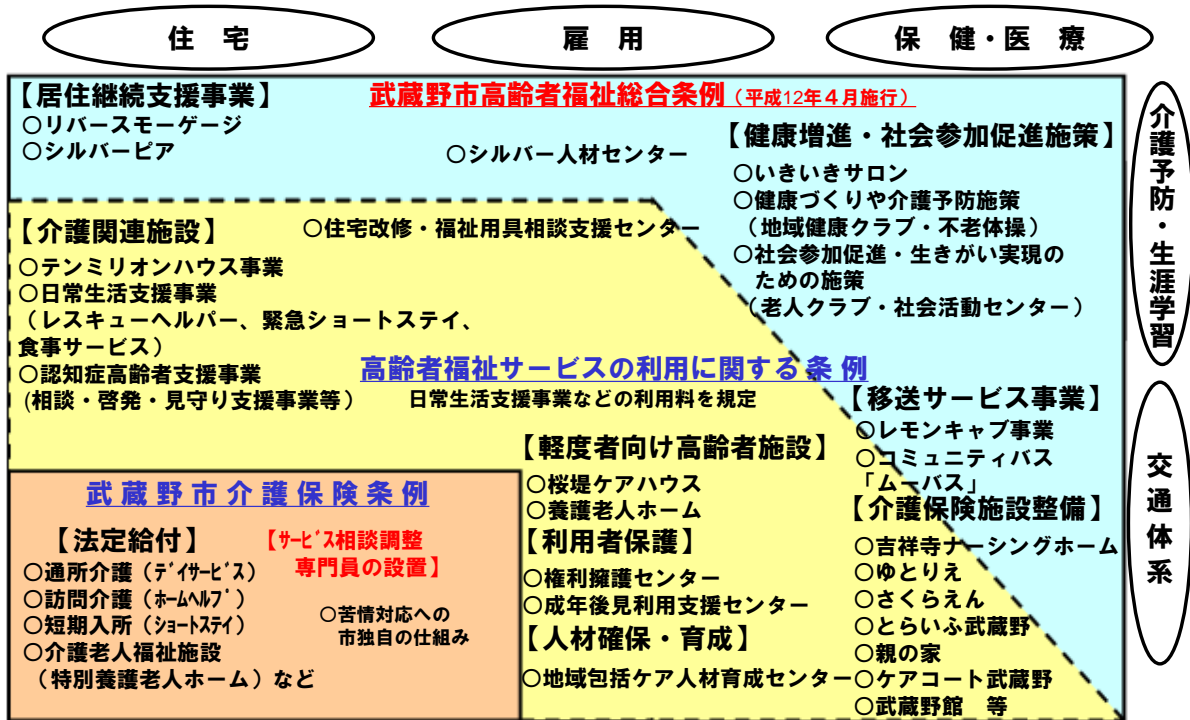 住 宅
雇 用
保 健・医 療
介護予防・生涯学習
交通体系
武蔵野市高齢者福祉総合条例（平成12年４月施行）
【居住継続支援事業】
○リバースモーゲージ
○シルバーピア
○シルバー人材センター
【健康増進・社会参加促進施策】
○いきいきサロン
○健康づくりや介護予防施策
（地域健康クラブ・不老体操）
○社会参加促進・生きがい実現の
ための施策
（老人クラブ・社会活動センター）
【介護関連施設】
○住宅改修・福祉用具相談支援センター
○テンミリオンハウス事業
○日常生活支援事業
（レスキューヘルパー、緊急ショートステイ、
食事サービス）
○認知症高齢者支援事業
(相談・啓発・見守り支援事業等）
高齢者福祉サービスの利用に関する条例
日常生活支援事業などの利用料を規定
【移送サービス事業】
○レモンキャブ事業
○コミュニティバス
「ムーバス」
【軽度者向け高齢者施設】
○桜堤ケアハウス
○養護老人ホーム
【利用者保護】
○権利擁護センター
○成年後見利用支援センター
【人材確保・育成】
○地域包括ケア人材育成センター
【介護保険施設整備】
○吉祥寺ナーシングホーム
○ゆとりえ
○さくらえん
○とらいふ武蔵野
○親の家
○ケアコート武蔵野
○武蔵野館 等
武蔵野市介護保険条例
【法定給付】
○通所介護（ﾃﾞｲｻｰﾋﾞｽ）
○訪問介護（ﾎｰﾑﾍﾙﾌﾟ）
○短期入所（ｼｮｰﾄｽﾃｲ）
○介護老人福祉施設
（特別養護老人ホーム）など
【ｻｰﾋﾞｽ相談調整
専門員の設置】
○苦情対応への
市独自の仕組み